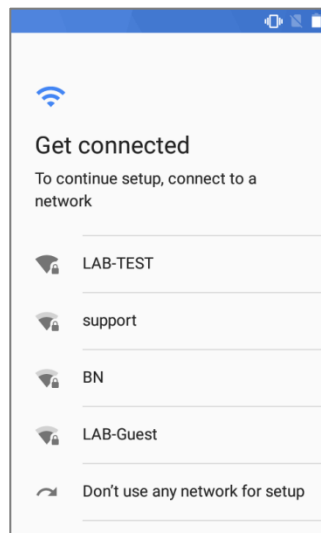 Get connected
To continue setup, connect to a
network
LAB-TEST
support
BN
LAB-Guest
Don't use any network for setup